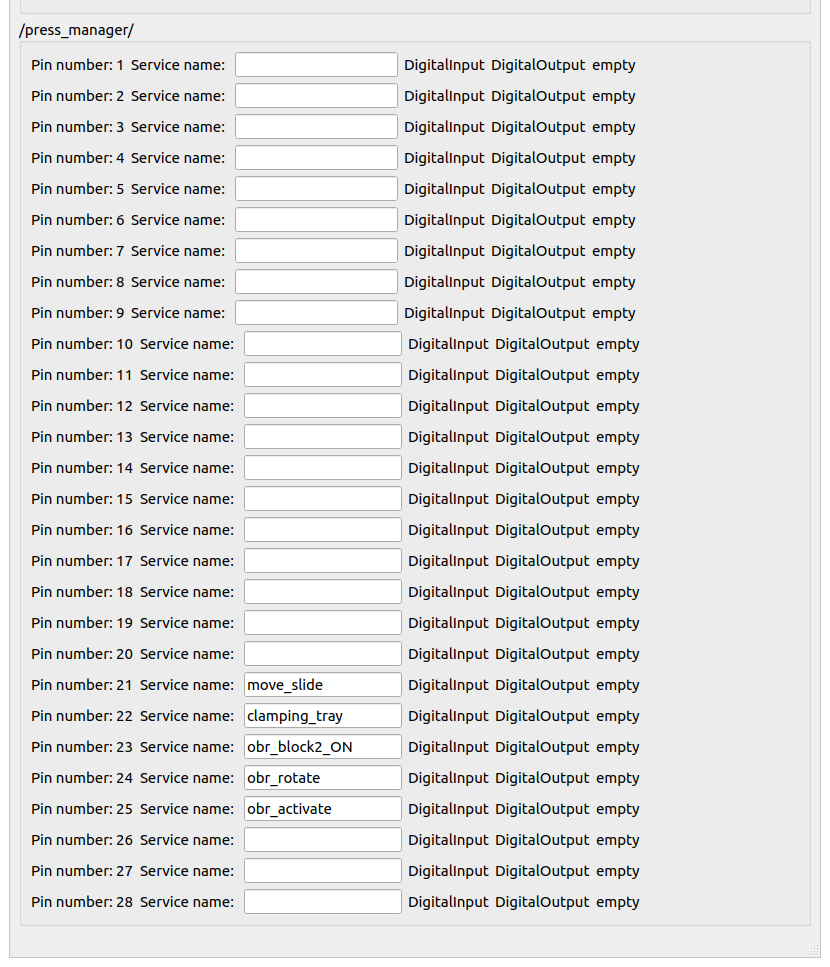 /press_manager/
Pin number: 1 Service name: DigitalInput DigitalOutput empty
Pin number: 2 Service name: DigitalInput DigitalOutput empty
Pin number: 3 Service name: DigitalInput DigitalOutput empty
Pin number: 4 Service name: DigitalInput DigitalOutput empty
Pin number: 5 Service name: DigitalInput DigitalOutput empty
Pin number: 6 Service name: DigitalInput DigitalOutput empty
Pin number: 7 Service name: DigitalInput DigitalOutput empty
Pin number: 8 Service name: DigitalInput DigitalOutput empty
Pin number: 9 Service name: DigitalInput DigitalOutput empty
Pin number: 10 Service name: DigitalInput DigitalOutput empty
Pin number: 11 Service name: DigitalInput DigitalOutput empty
Pin number: 12 Service name: DigitalInput DigitalOutput empty
Pin number: 13 Service name: DigitalInput DigitalOutput empty
Pin number: 14 Service name: DigitalInput DigitalOutput empty
Pin number: 15 Service name: DigitalInput DigitalOutput empty
Pin number: 16 Service name: DigitalInput DigitalOutput empty
Pin number: 17 Service name: DigitalInput DigitalOutput empty
Pin number: 18 Service name: DigitalInput DigitalOutput empty
Pin number: 19 Service name: DigitalInput DigitalOutput empty
Pin number: 20 Service name: DigitalInput DigitalOutput empty
Pin number: 21 Service name: move_slide DigitalInput DigitalOutput empty
Pin number: 22 Service name: clamping_tray DigitalInput DigitalOutput empty
Pin number: 23 Service name: obr_block2_ON DigitalInput DigitalOutput empty
Pin number: 24 Service name: obr_rotate DigitalInput DigitalOutput empty
Pin number: 25 Service name: obr_activate DigitalInput DigitalOutput empty
Pin number: 26 Service name: DigitalInput DigitalOutput empty
Pin number: 27 Service name: DigitalInput DigitalOutput empty
Pin number: 28 Service name: DigitalInput DigitalOutput empty